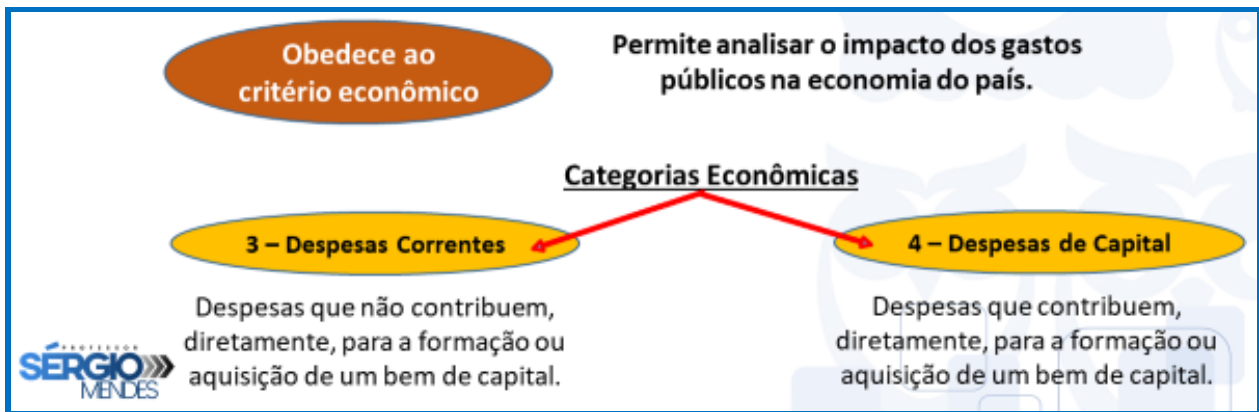 Obedece ao
critério econômico
Permite analisar o impacto dos gastos
públicos na economia do país.
Categorias Econômicas
3 – Despesas Correntes
4 – Despesas de Capital
Despesas que não contribuem,
diretamente, para a formação ou
aquisição de um bem de capital.
Despesas que contribuem,
diretamente, para a formação ou
aquisição de um bem de capital.
PROFESSOR
SÉRGIO
MENDES